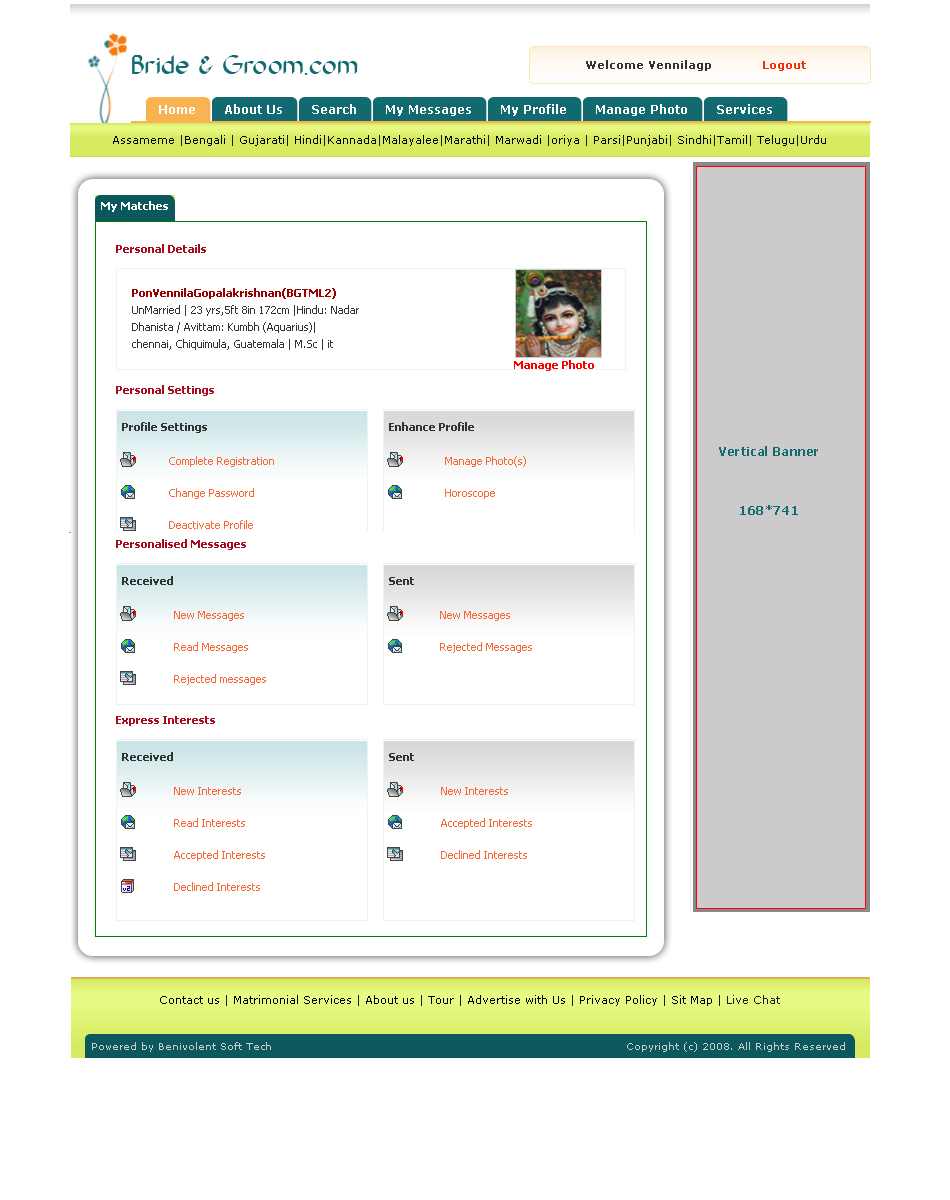 Bride & Groom.com
Welcome Vennilagp Logout
Home About Us Search My Messages My Profile Manage Photo Services
Assameme |Bengali | Gujarati| Hindi|Kannada|Malayalee|Marathi| Marwadi |oriya | Parsi|Punjabi| Sindhi|Tamil| Telugu|Urdu
My Matches
Personal Details
PonVennilaGopalakrishnan(BGTML2)
UnMarried | 23 yrs,5ft 8in 172cm |Hindu: Nadar
Dhanista / Avittam: Kumbh (Aquarius)|
chennai, Chiquimula, Guatemala | M.Sc | it
Manage Photo
Personal Settings
Profile Settings
Complete Registration
Change Password
Deactivate Profile
Enhance Profile
Manage Photo(s)
Horoscope
Personalised Messages
Received
New Messages
Read Messages
Rejected messages
Sent
New Messages
Rejected Messages
Express Interests
Received
New Interests
Read Interests
Accepted Interests
Declined Interests
Sent
New Interests
Accepted Interests
Declined Interests
Vertical Banner
168*741
Contact us | Matrimonial Services | About us | Tour | Advertise with Us | Privacy Policy | Sit Map | Live Chat
Powered by Benivolent Soft Tech
Copyright (c) 2008. All Rights Reserved